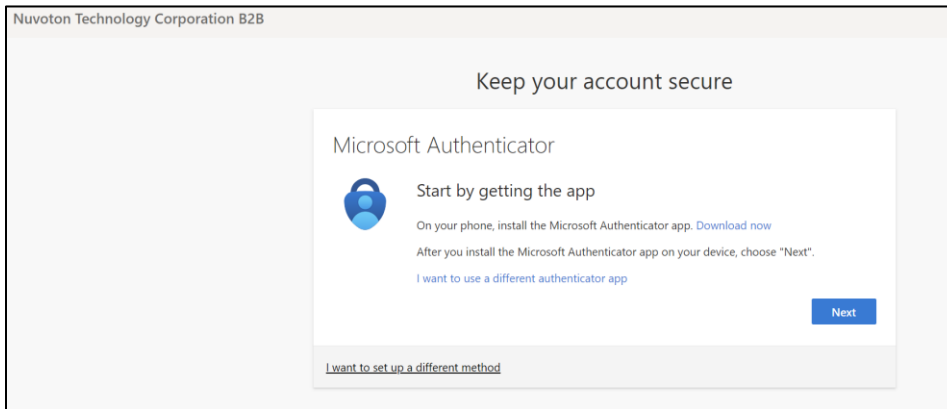 Nuvoton Technology Corporation B2B
Keep your account secure
Microsoft Authenticator
Start by getting the app
On your phone, install the Microsoft Authenticator app. Download now
After you install the Microsoft Authenticator app on your device, choose "Next".
I want to use a different authenticator app
Next
I want to set up a different method